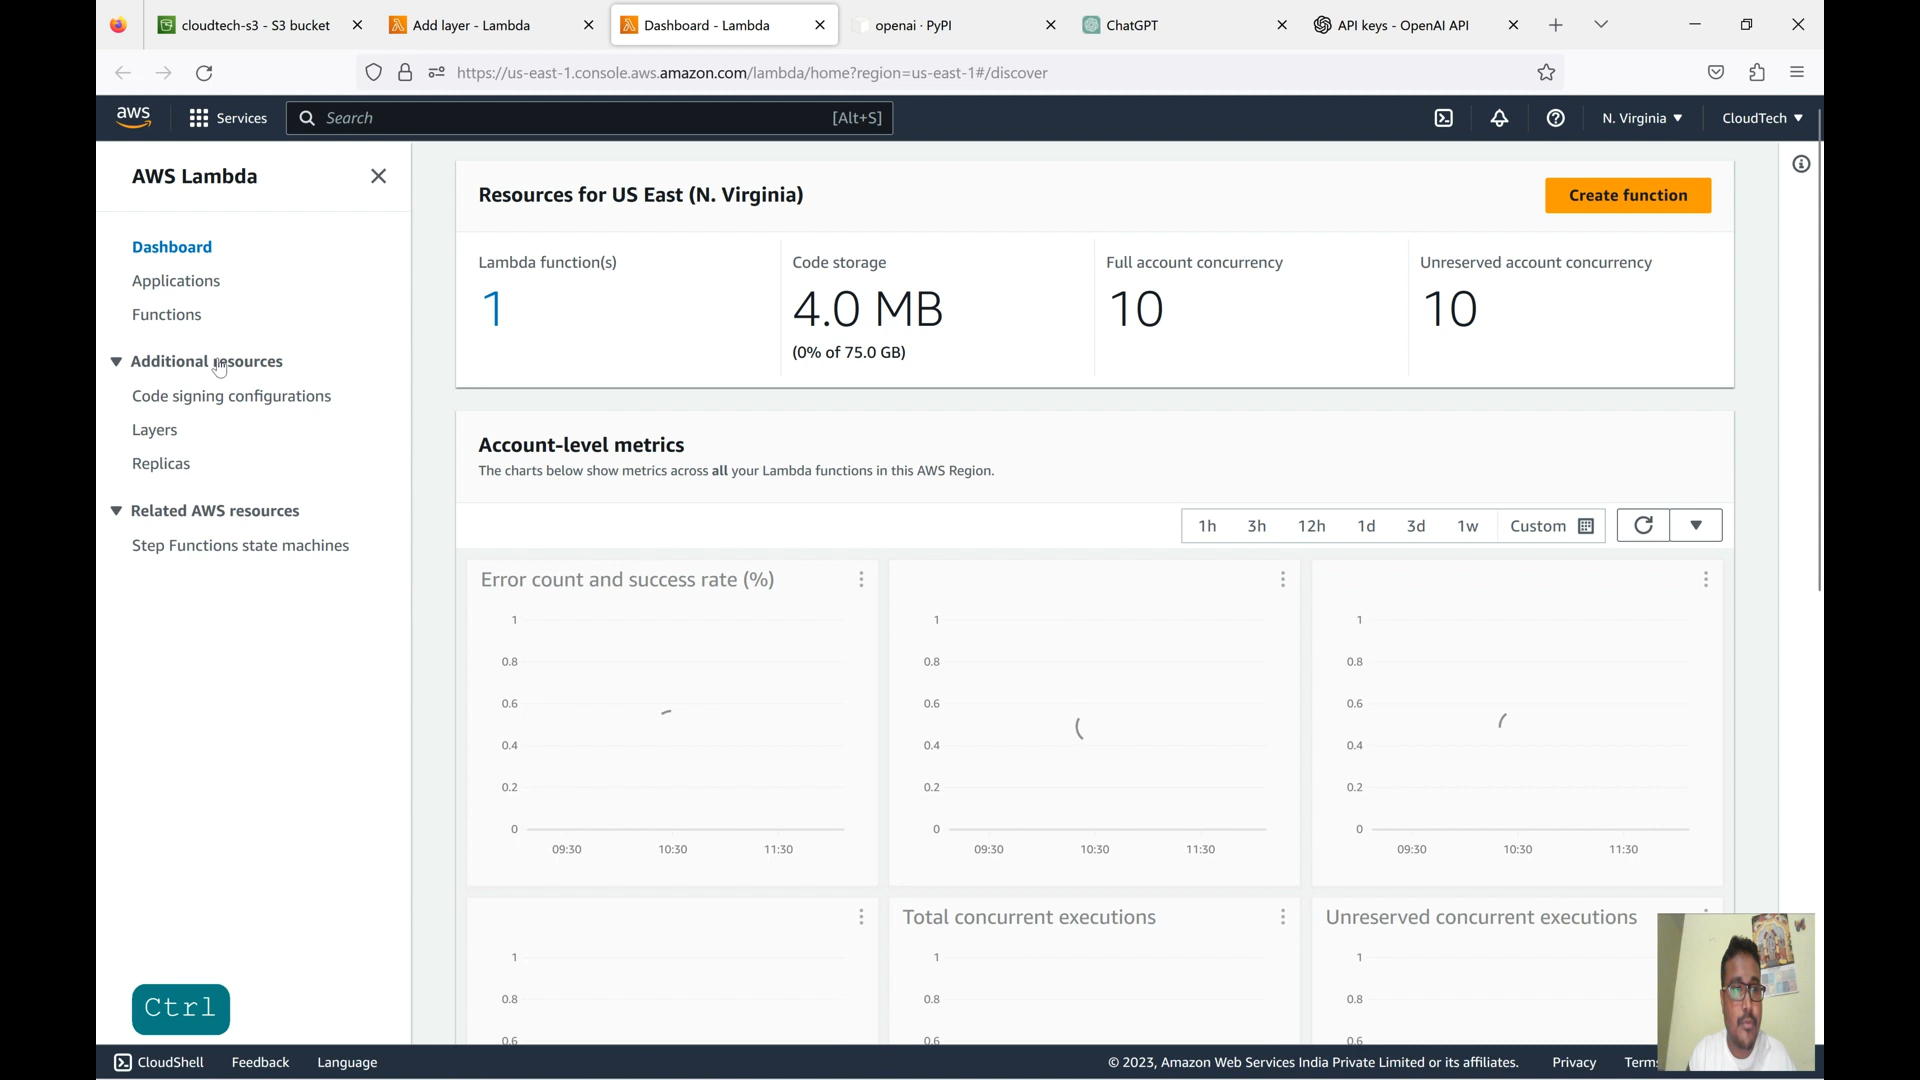 cloudtech-s3 - S3 bucket
Add layer - Lambda
Dashboard - Lambda
openai · PyPI
ChatGPT
API keys - OpenAI API
https://us-east-1.console.aws.amazon.com/lambda/home?region=us-east-1#/discover
aws
Services
Search
[Alt+S]
N. Virginia
CloudTech
AWS Lambda
Dashboard
Applications
Functions
Additional resources
Code signing configurations
Layers
Replicas
Related AWS resources
Step Functions state machines
Resources for US East (N. Virginia)
Create function
Lambda function(s)
1
Code storage
4.0 MB
(0% of 75.0 GB)
Full account concurrency
10
Unreserved account concurrency
10
Account-level metrics
The charts below show metrics across all your Lambda functions in this AWS Region.
1h 3h 12h 1d 3d 1w Custom
Error count and success rate (%)
1
0.8
0.6
0.4
0.2
0
09:30 10:30 11:30
1
0.8
0.6
0.4
0.2
0
09:30 10:30 11:30
1
0.8
0.6
0.4
0.2
0
09:30 10:30 11:30
1
0.8
0.6
Total concurrent executions
1
0.8
0.6
Unreserved concurrent executions
1
0.8
0.6
Ctrl
CloudShell
Feedback
Language
© 2023, Amazon Web Services India Private Limited or its affiliates.
Privacy
Terms